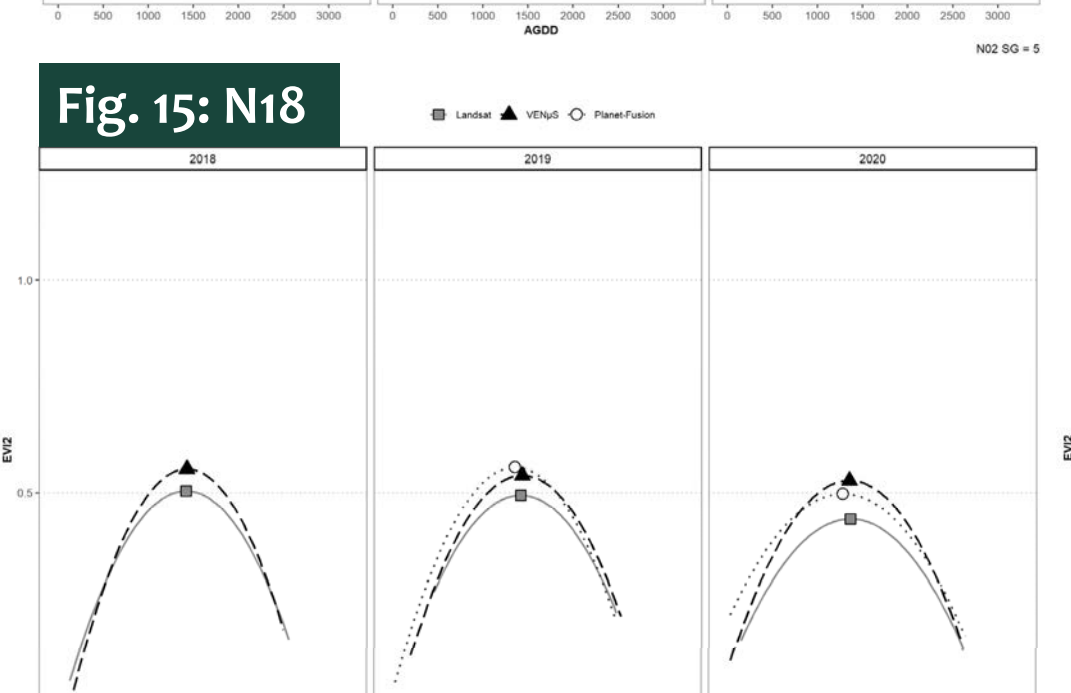 0 500 1000 1500 2000 2500 3000 0 500 1000 1500 2000 2500 3000 0 500 1000 1500 2000 2500 3000
AGDD
N02 SG = 5
Fig. 15: N18
Landsat VENµS Planet-Fusion
2018 2019 2020
1.0
EVI2
EVI2
0.5